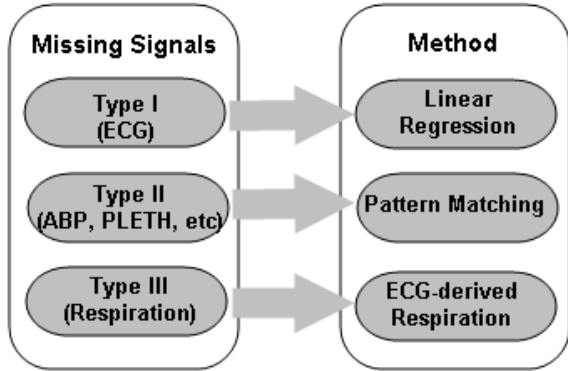 Missing Signals
Type I
(ECG)
Type II
(ABP, PLETH, etc)
Type III
(Respiration)
Method
Linear
Regression
Pattern Matching
ECG-derived
Respiration